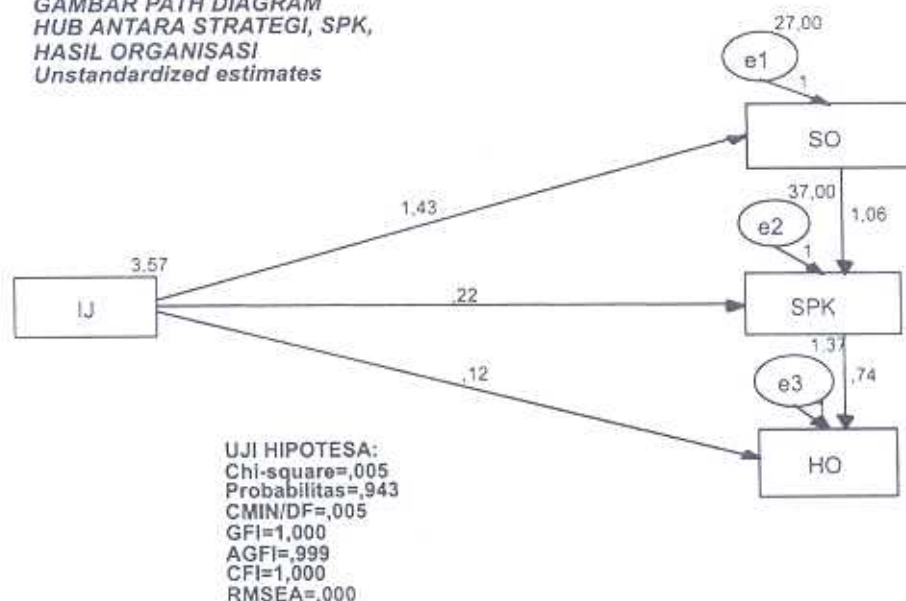 GAMBAR PATH DIAGRAM
HUB ANTARA STRATEGI, SPK,
HASIL ORGANISASI
Unstandardized estimates
27,00
e1
1
SO
37,00
1,06
e2
1
1,43
3,57
IJ
,22
SPK
1,37
,74
e3
,12
HO
UJI HIPOTESA:
Chi-square=,005
Probabilitas=,943
CMIN/DF=,005
GFI=1,000
AGFI=,999
CFI=1,000
RMSEA=,000